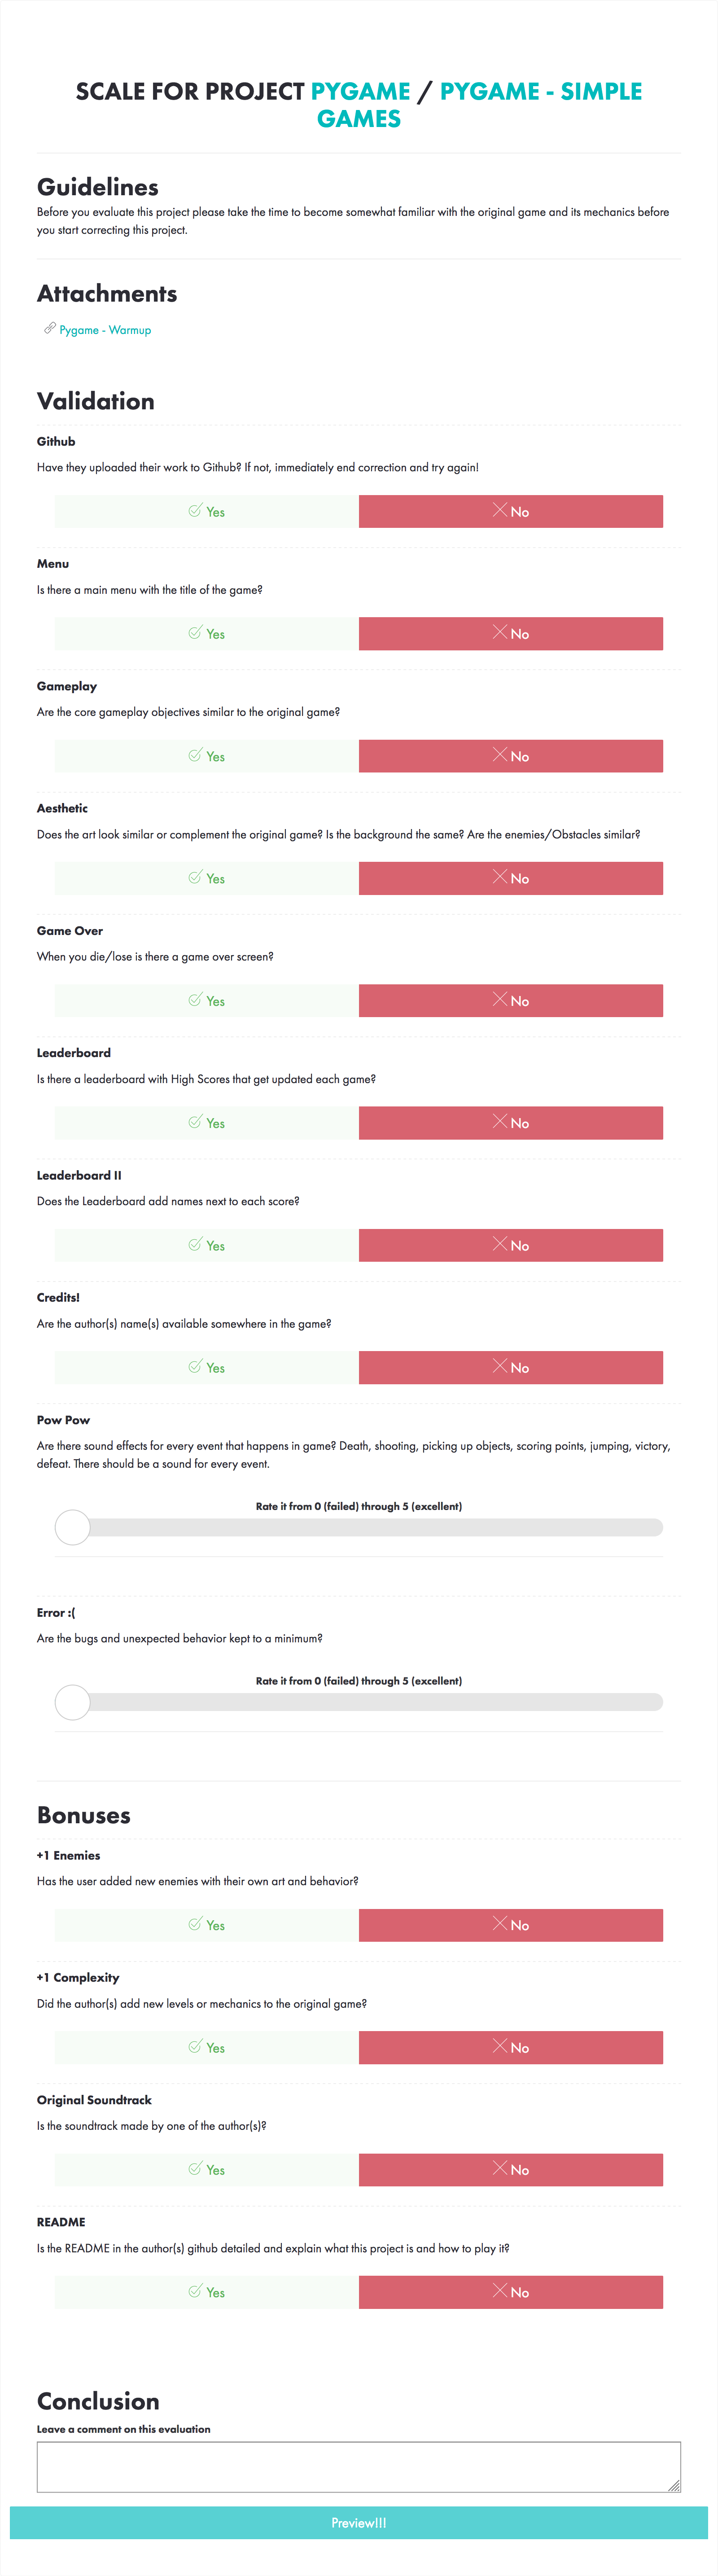 SCALE FOR PROJECT PYGAME / PYGAME - SIMPLE
GAMES
Guidelines
Before you evaluate this project please take the time to become somewhat familiar with the original game and its mechanics before
you start correcting this project.
Attachments
Pygame - Warmup
Validation
Github
Have they uploaded their work to Github? If not, immediately end correction and try again!
Yes No
Menu
Is there a main menu with the title of the game?
Yes No
Gameplay
Are the core gameplay objectives similar to the original game?
Yes No
Aesthetic
Does the art look similar or complement the original game? Is the background the same? Are the enemies/Obstacles similar?
Yes No
Game Over
When you die/lose is there a game over screen?
Yes No
Leaderboard
Is there a leaderboard with High Scores that get updated each game?
Yes No
Leaderboard II
Does the Leaderboard add names next to each score?
Yes No
Credits!
Are the author(s) name(s) available somewhere in the game?
Yes No
Pow Pow
Are there sound effects for every event that happens in game? Death, shooting, picking up objects, scoring points, jumping, victory,
defeat. There should be a sound for every event.
Rate it from 0 (failed) through 5 (excellent)
Error :(
Are the bugs and unexpected behavior kept to a minimum?
Rate it from 0 (failed) through 5 (excellent)
Bonuses
+1 Enemies
Has the user added new enemies with their own art and behavior?
Yes No
+1 Complexity
Did the author(s) add new levels or mechanics to the original game?
Yes No
Original Soundtrack
Is the soundtrack made by one of the author(s)?
Yes No
README
Is the README in the author(s) github detailed and explain what this project is and how to play it?
Yes No
Conclusion
Leave a comment on this evaluation
Preview!!!